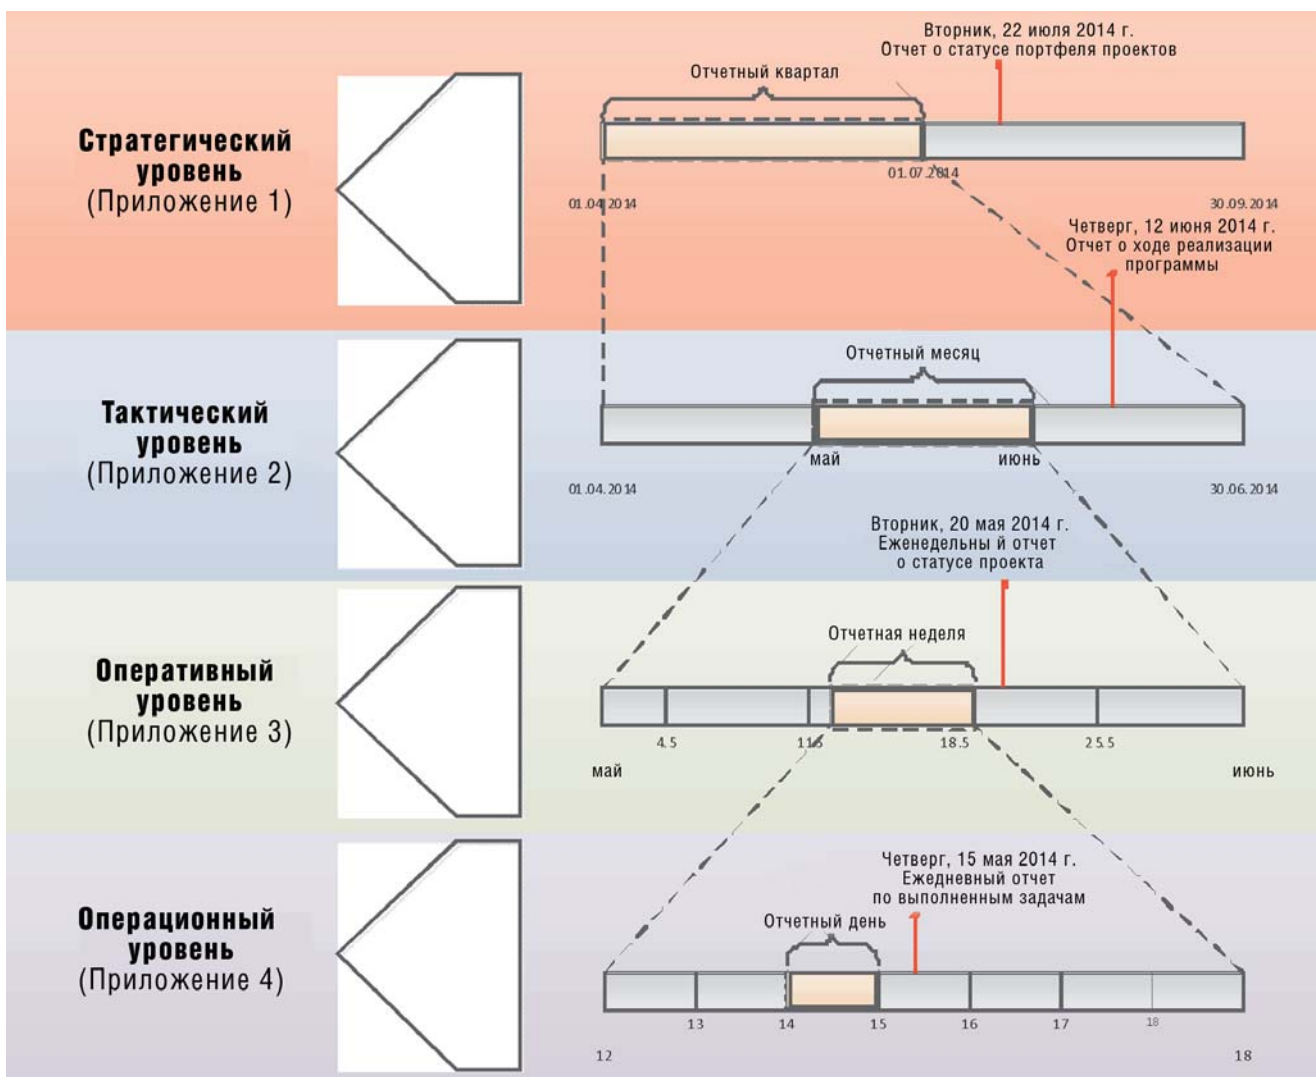 Вторник, 22 июля 2014 г.
Отчет о статусе портфеля проектов
Отчетный квартал
Стратегический
уровень
(Приложение 1)
01.07.2014
01.04.2014
30.09.2014
Четверг, 12 июня 2014 г.
Отчет о ходе реализации
программы
Отчетный месяц
Тактический
уровень
(Приложение 2)
май
июнь
01.04.2014
30.06.2014
Вторник, 20 мая 2014 г.
Еженедельны й отчет
о статусе проекта
Отчетная неделя
Оперативный
уровень
(Приложение 3)
4.5
11.5
18.5
25.5
май
июнь
Четверг, 15 мая 2014 г.
Ежедневный отчет
по выполненным задачам
Отчетный день
Операционный
уровень
(Приложение 4)
13
14
15
16
17
18
12
18